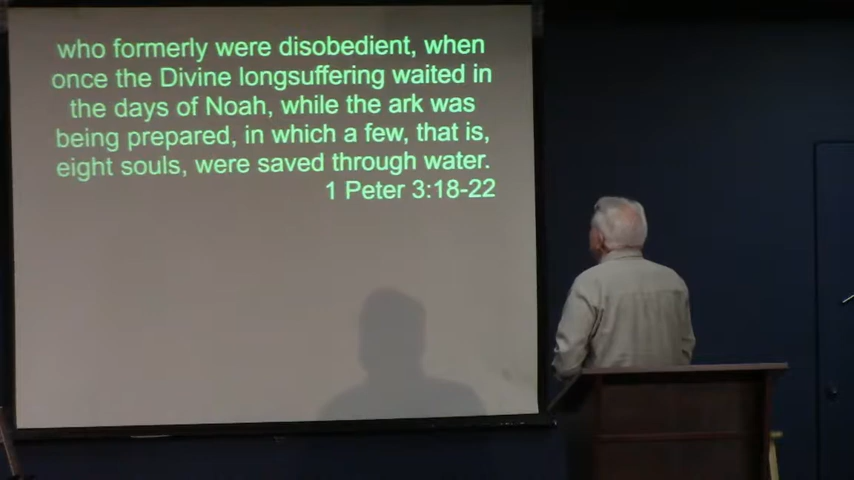 who formerly were disobedient, when
once the Divine longsuffering waited in
the days of Noah, while the ark was
being prepared, in which a few, that is,
eight souls, were saved through water.
1 Peter 3:18-22